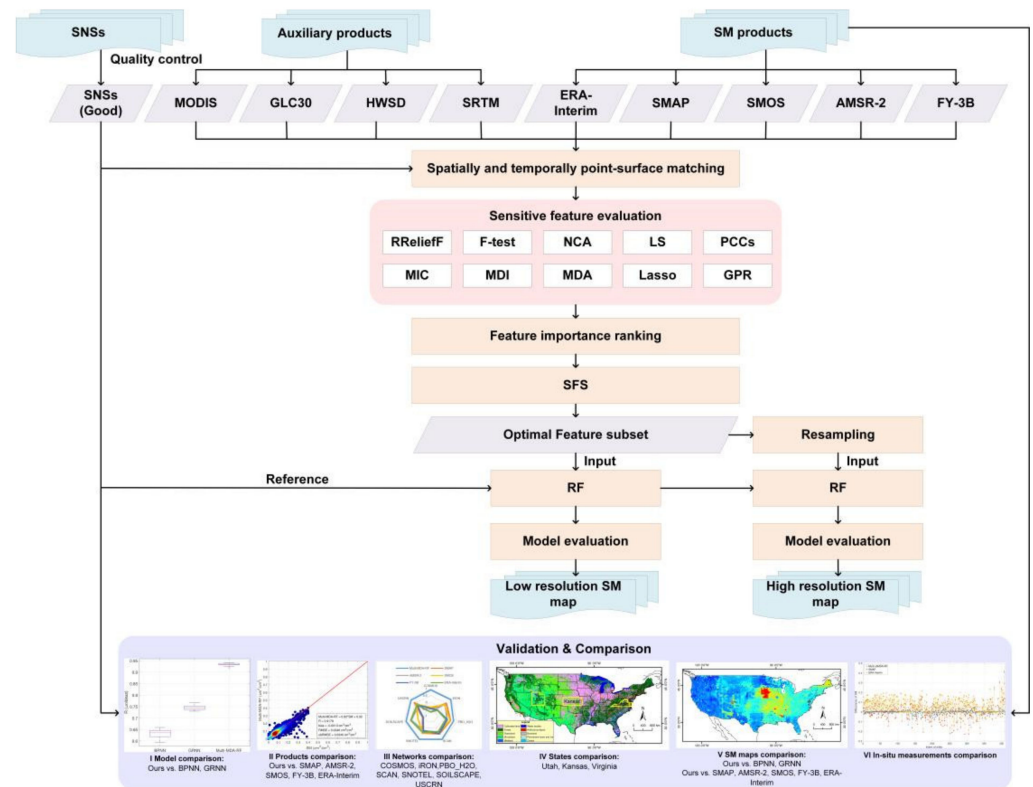 SNSs
Auxiliary products
SM products
Quality control
SNSs
(Good)
MODIS
GLC30
HWSD
SRTM
ERA-
Interim
SMAP
SMOS
AMSR-2
FY-3B
Spatially and temporally point-surface matching
Sensitive feature evaluation
RReliefF
F-test
NCA
LS
PCCs
MIC
MDI
MDA
Lasso
GPR
Feature importance ranking
SFS
Optimal Feature subset
Resampling
Input
Input
Reference
RF
RF
Model evaluation
Model evaluation
Low resolution SM
map
High resolution SM
map
Validation & Comparison
BPNN
GRNN
I Model comparison:
Ours vs. BPNN, GRNN
II Products comparison:
Ours vs. SMAP, AMSR-2,
SMOS, FY-3B, ERA-Interim
III Networks comparison:
COSMOS, iRON,PBO_H2O,
SCAN, SNOTEL, SOILSCAPE,
USCRN
IV States comparison:
Utah, Kansas, Virginia
V SM maps comparison:
Ours vs. BPNN, GRNN
Ours vs. SMAP, AMSR-2, SMOS, FY-3B, ERA-
Interim
VI In-situ measurements comparison